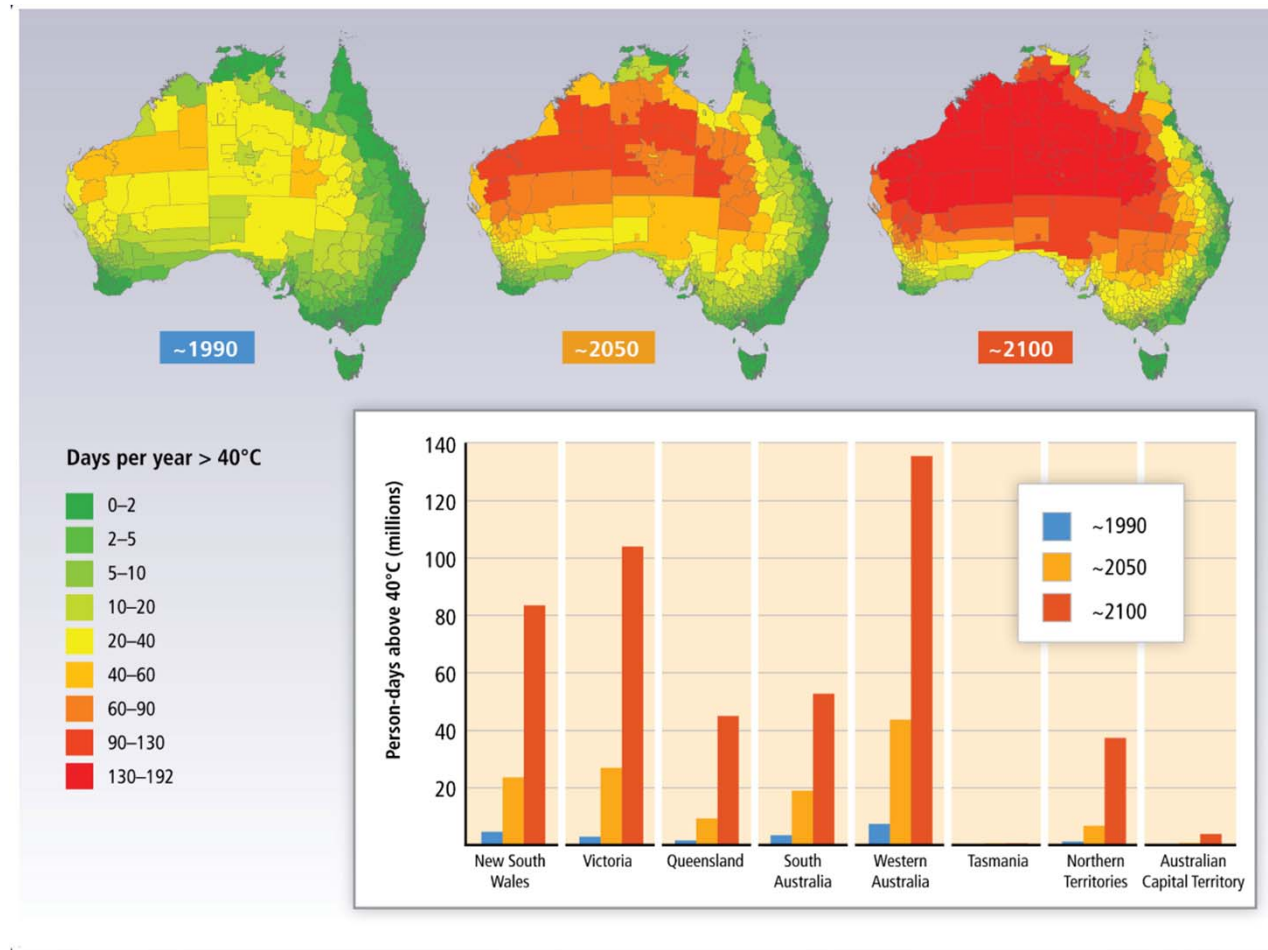 ~1990
~2050
~2100
Days per year > 40°C
0–2
2–5
5–10
10–20
20–40
40–60
60–90
90–130
130–192
Person-days above 40°C (millions)
140
120
100
80
60
40
20
~1990
~2050
~2100
New South
Wales
Victoria
Queensland
South
Australia
Western
Australia
Tasmania
Northern
Territories
Australian
Capital Territory